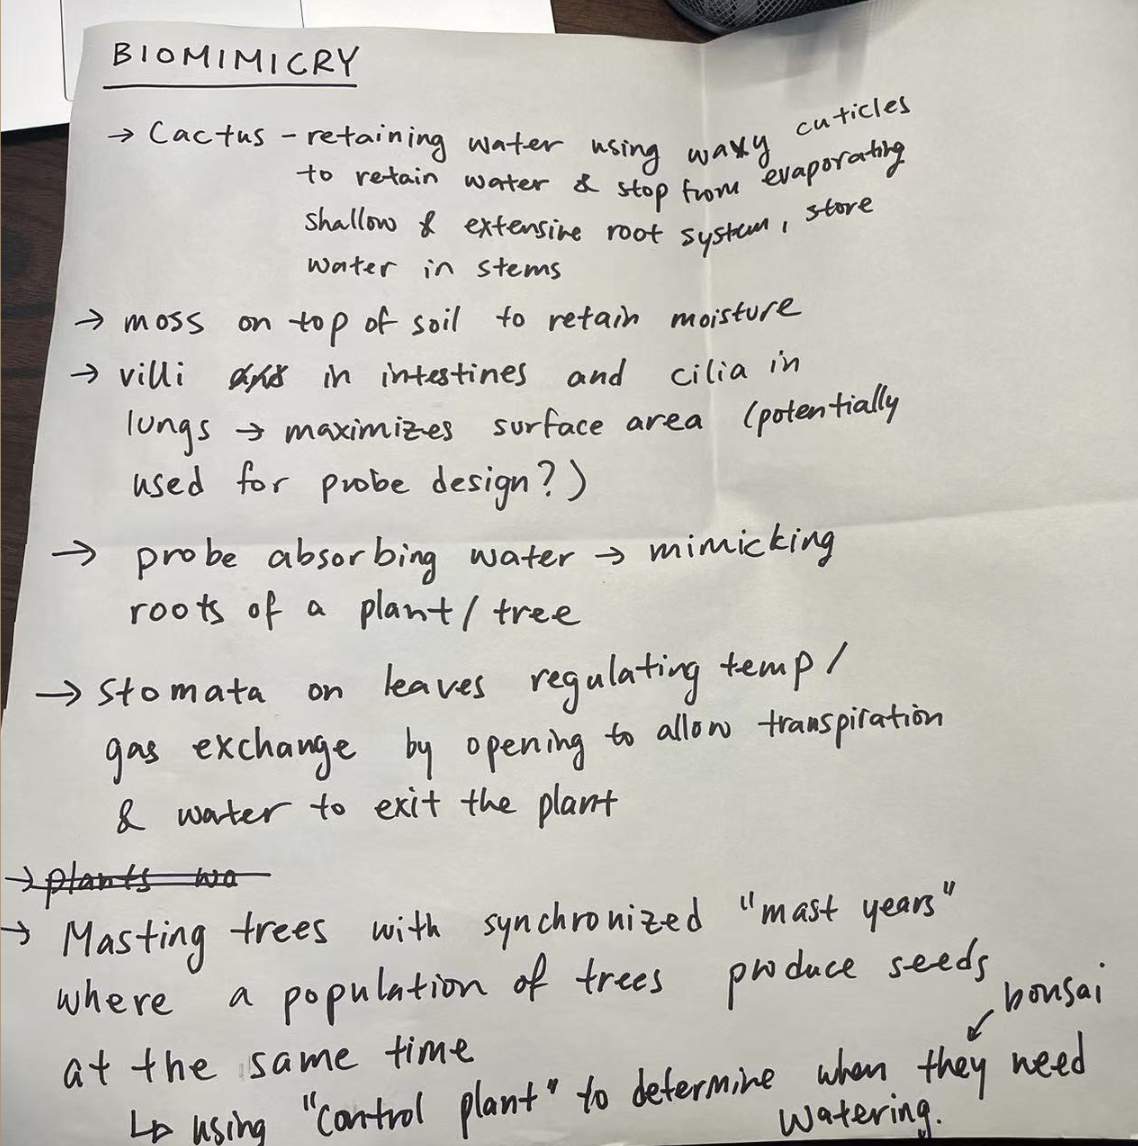 BIOMIMICRY
→ Cactus - retaining water using waxy cuticles
to retain water & stop from evaporating
shallow & extensive root system, store
water in stems
→ moss on top of soil to retain moisture
→ villi in intestines and cilia in
lungs → maximizes surface area (potentially
used for probe design?)
→ probe absorbing water → mimicking
roots of a plant/tree
→ Stomata on leaves regulating temp/
gas exchange by opening to allow transpiration
& water to exit the plant
→ plants wa
→ Masting trees with synchronized "mast years"
where a population of trees produce seeds
bonsai
at the same time
↳ using "control plant" to determine when they need
watering.